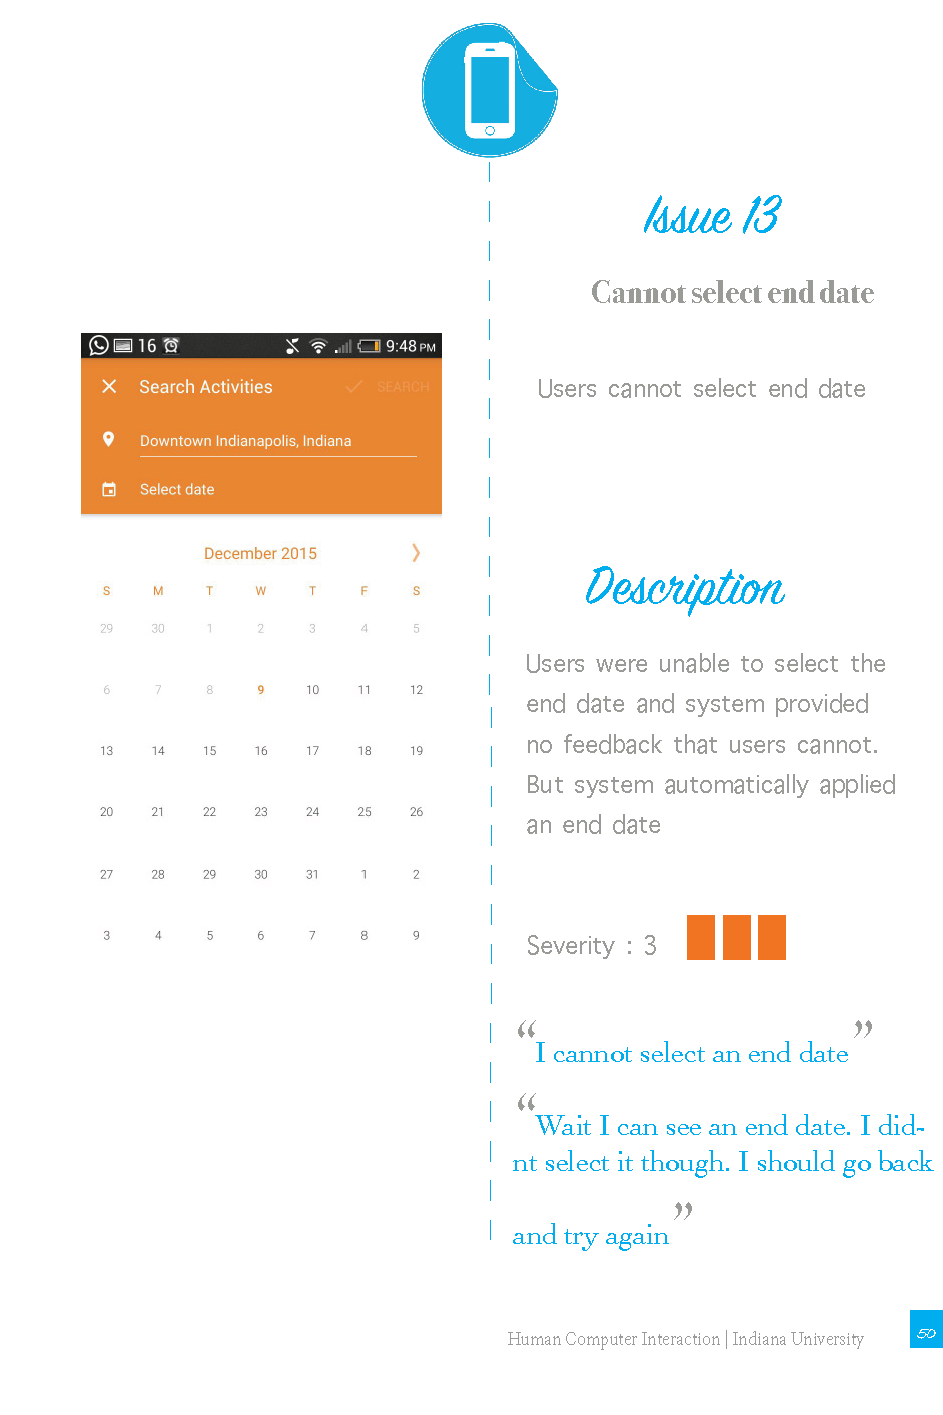 Issue 13
Cannot select end date
Users cannot select end date
16 9:48 PM
Search Activities SEARCH
Downtown Indianapolis, Indiana
Select date
December 2015
S M T W T F S
29 30 1 2 3 4 5
6 7 8 9 10 11 12
13 14 15 16 17 18 19
20 21 22 23 24 25 26
27 28 29 30 31 1 2
3 4 5 6 7 8 9
Description
Users were unable to select the
end date and system provided
no feedback that users cannot.
But system automatically applied
an end date
Severity : 3
“I cannot select an end date”
“Wait I can see an end date. I did-
nt select it though. I should go back
and try again”
Human Computer Interaction | Indiana University
50